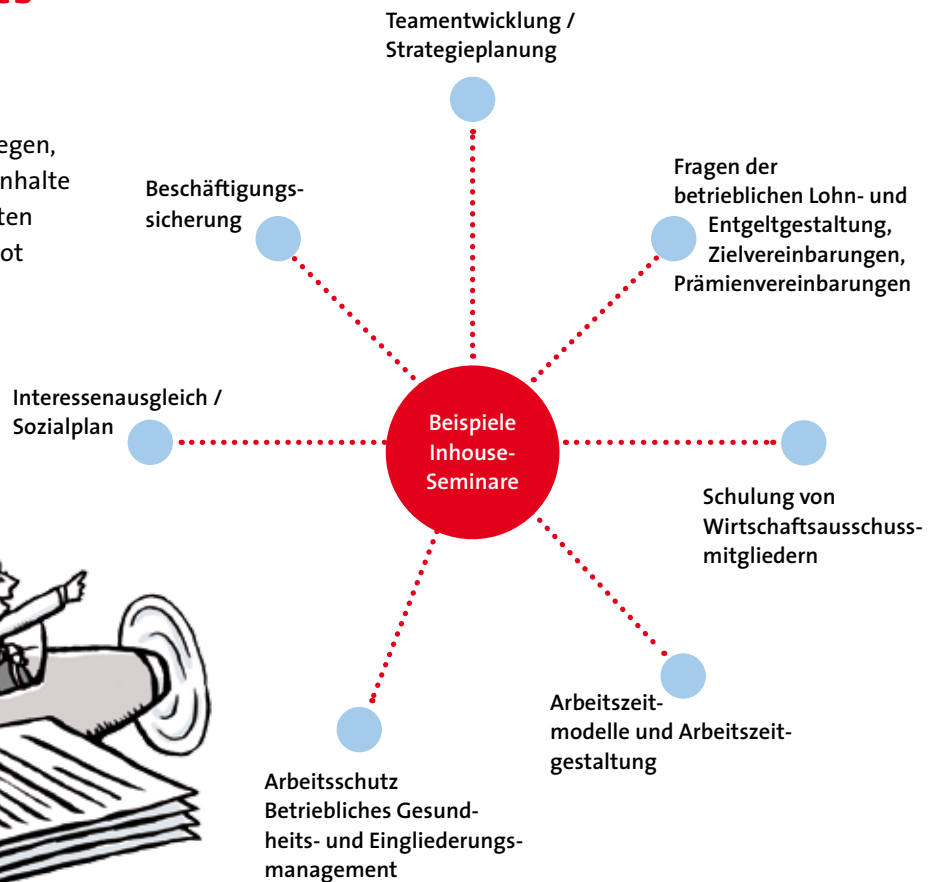 egen,
nhalte
ten
ot
Teamentwicklung /
Strategieplanung
Fragen der
betrieblichen Lohn- und
Entgeltgestaltung,
Zielvereinbarungen,
Prämienvereinbarungen
Beschäftigungs-
sicherung
Interessenausgleich /
Sozialplan
Beispiele
Inhouse-
Seminare
Schulung von
Wirtschaftsausschuss-
mitgliedern
Arbeitszeit-
modelle und Arbeitszeit-
gestaltung
Arbeitsschutz
Betriebliches Gesund-
heits- und Eingliederungs-
management